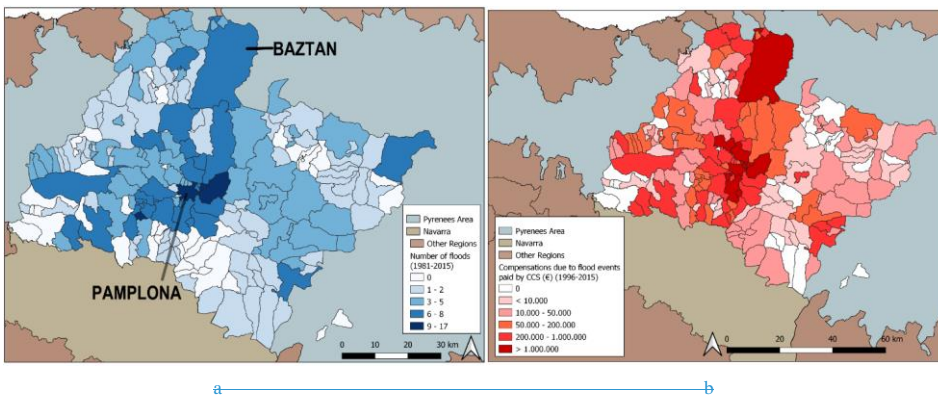 BAZTAN
PAMPLONA
Pyrenees Area
Navarra
Other Regions
Number of floods
(1981-2015)
0
1 - 2
3 - 5
6 - 8
9 - 17
0 10 20 30 km
Pyrenees Area
Navarra
Other Regions
Compensations due to flood events
paid by CCS (€) (1996-2015)
0
< 10.000
10.000 - 50.000
50.000 - 200.000
200.000 - 1.000.000
> 1.000.000
0 20 40 60 km
a b